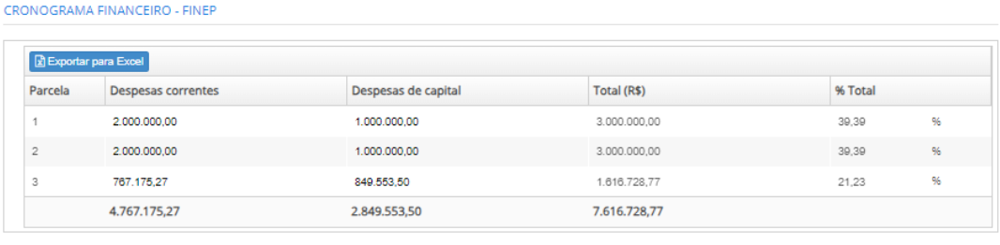 CRONOGRAMA FINANCEIRO - FINEP
Exportar para Excel
Parcela Despesas correntes Despesas de capital Total (R$) % Total
1 2.000.000,00 1.000.000,00 3.000.000,00 39,39 %
2 2.000.000,00 1.000.000,00 3.000.000,00 39,39 %
3 767.175,27 849.553,50 1.616.728,77 21,23 %
4.767.175,27 2.849.553,50 7.616.728,77